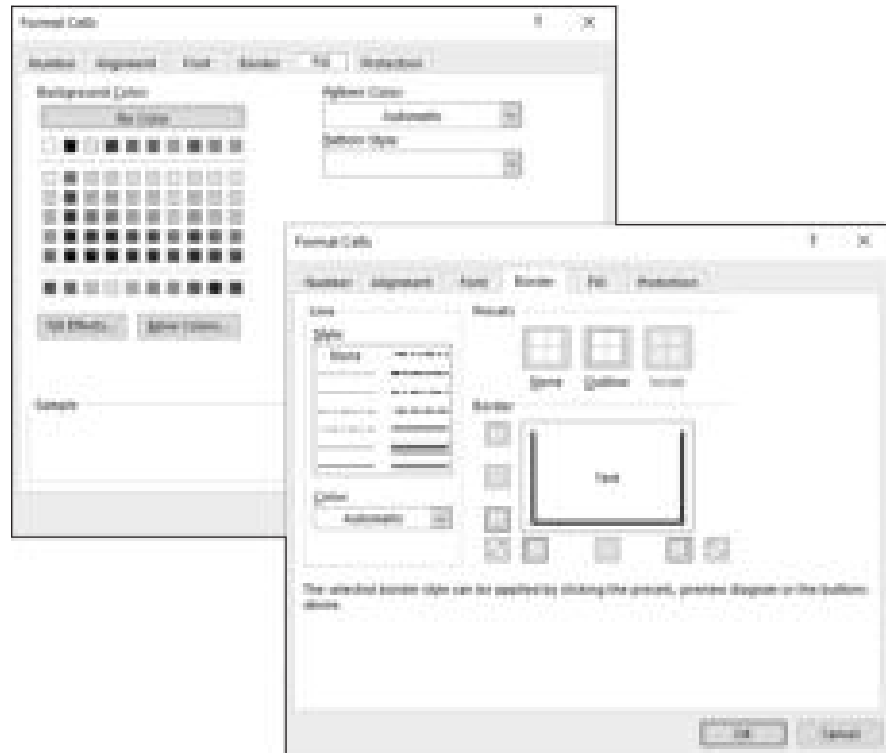 Format Cells
Number Alignment Font Border Fill Protection
Background Color
No Color
Pattern Color
Automatic
Pattern Style
Fill Effects... More Colors...
Sample
Format Cells
Number Alignment Font Border Fill Protection
Line
Style
None
Color
Automatic
Presets
None Outline Inside
Border
Text
The selected border style can be applied by clicking the presets, preview diagram or the buttons
above.
OK Cancel